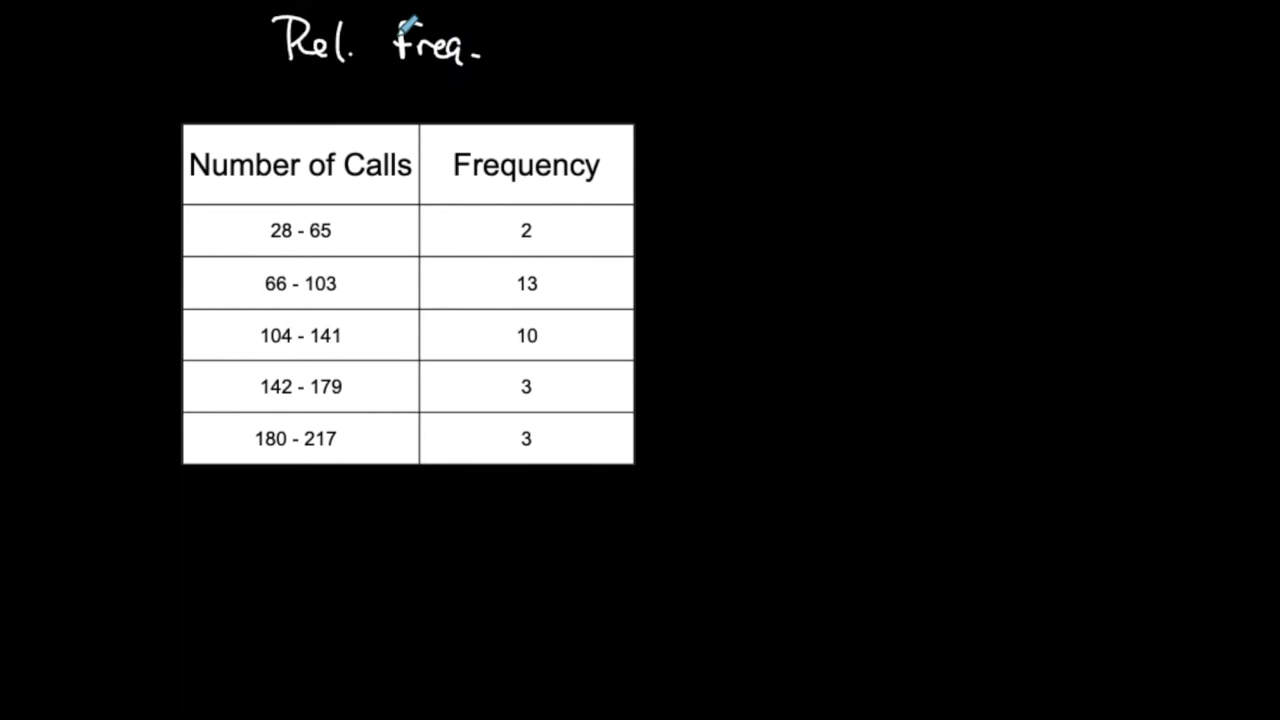 Rel. Freq.
Number of Calls Frequency
28 - 65 2
66 - 103 13
104 - 141 10
142 - 179 3
180 - 217 3